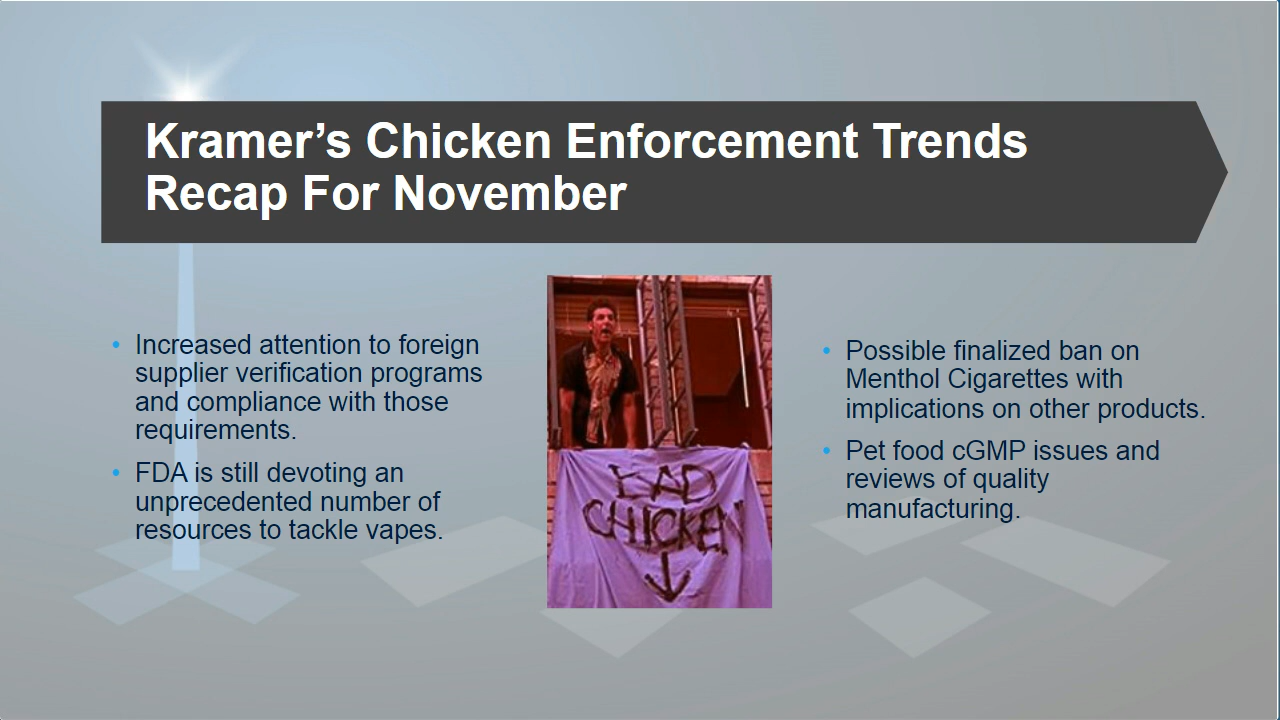 Kramer’s Chicken Enforcement Trends
Recap For November
• Increased attention to foreign
supplier verification programs
and compliance with those
requirements.
• FDA is still devoting an
unprecedented number of
resources to tackle vapes.
BAD
CHICKEN
• Possible finalized ban on
Menthol Cigarettes with
implications on other products.
• Pet food cGMP issues and
reviews of quality
manufacturing.